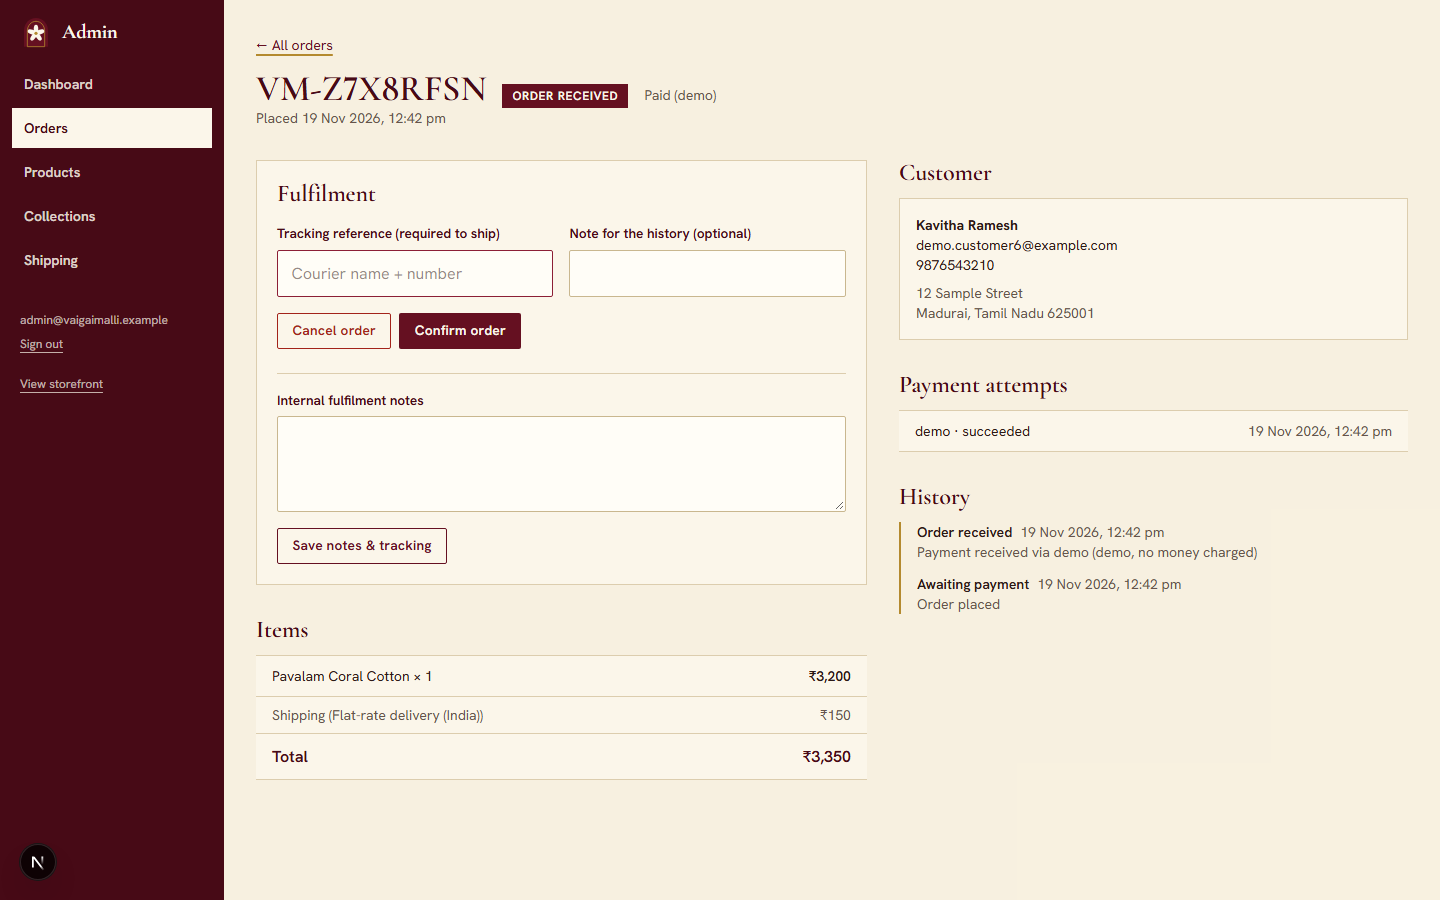 Admin
Dashboard
Orders
Products
Collections
Shipping
admin@vaigaimalli.example
Sign out
View storefront
N
← All orders
VM-Z7X8RFSN ORDER RECEIVED Paid (demo)
Placed 19 Nov 2026, 12:42 pm
Fulfilment
Tracking reference (required to ship) Note for the history (optional)
Courier name + number
Cancel order Confirm order
Internal fulfilment notes
Save notes & tracking
Items
Pavalam Coral Cotton × 1 ₹3,200
Shipping (Flat-rate delivery (India)) ₹150
Total ₹3,350
Customer
Kavitha Ramesh
demo.customer6@example.com
9876543210
12 Sample Street
Madurai, Tamil Nadu 625001
Payment attempts
demo · succeeded 19 Nov 2026, 12:42 pm
History
Order received 19 Nov 2026, 12:42 pm
Payment received via demo (demo, no money charged)
Awaiting payment 19 Nov 2026, 12:42 pm
Order placed